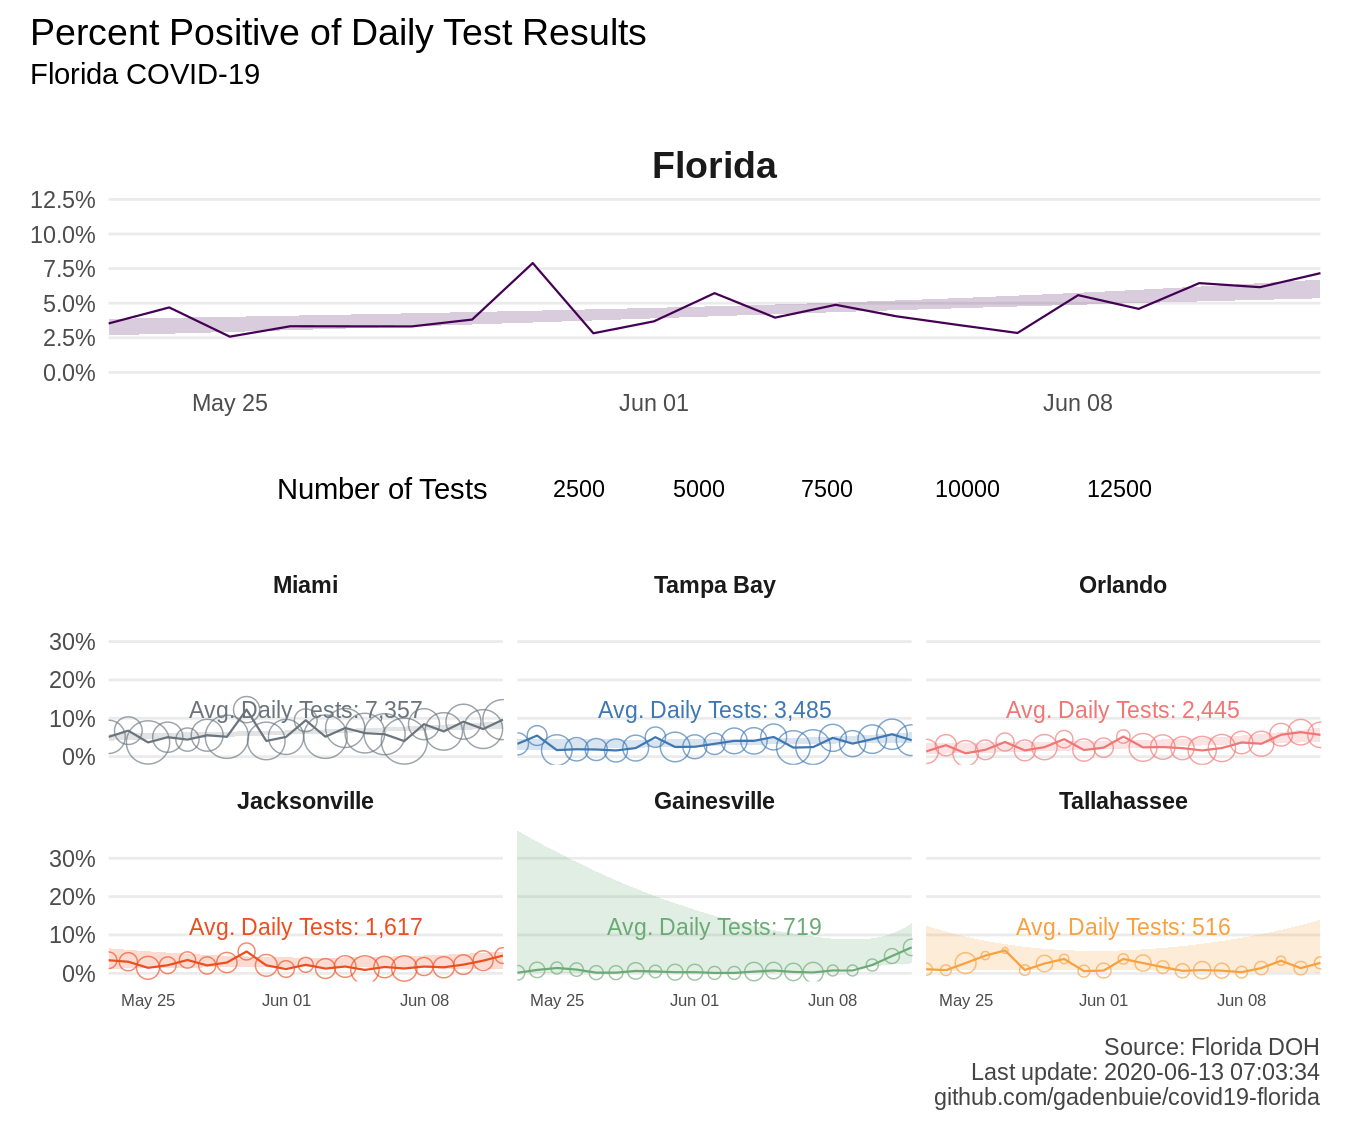 Percent Positive of Daily Test Results
Florida COVID-19
Florida
12.5%
10.0%
7.5%
5.0%
2.5%
0.0%
May 25 Jun 01 Jun 08
Number of Tests 2500 5000 7500 10000 12500
Miami Tampa Bay Orlando
30%
20%
10%
0%
Avg. Daily Tests: 7,357 Avg. Daily Tests: 3,485 Avg. Daily Tests: 2,445
Jacksonville Gainesville Tallahassee
30%
20%
10%
0%
Avg. Daily Tests: 1,617 Avg. Daily Tests: 719 Avg. Daily Tests: 516
May 25 Jun 01 Jun 08 May 25 Jun 01 Jun 08 May 25 Jun 01 Jun 08
Source: Florida DOH
Last update: 2020-06-13 07:03:34
github.com/gadenbuie/covid19-florida